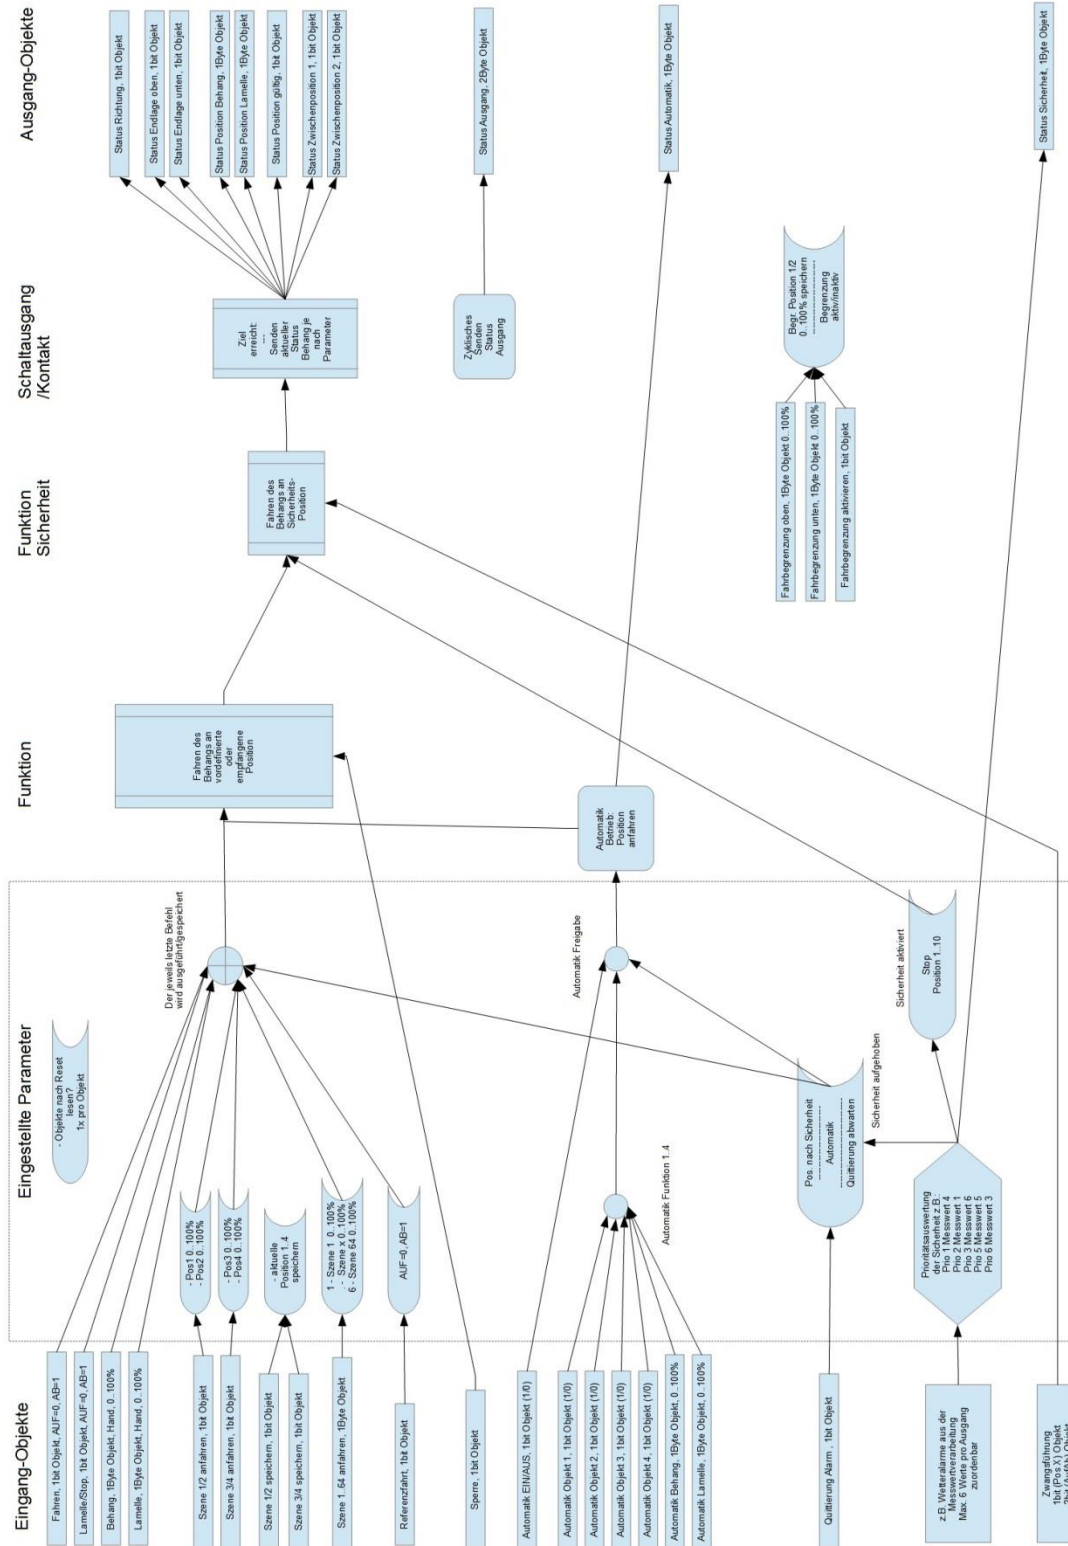 Eingang-Objekte
Fahren, 1bit Objekt, AUF=0, AB=1
Lamelle/Stop, 1bit Objekt, AUF=0, AB=1
Behang, 1Byte Objekt, Hand, 0..100%
Lamelle, 1Byte Objekt, Hand, 0..100%
Szene 1/2 anfahren, 1bit Objekt
Szene 3/4 anfahren, 1bit Objekt
Szene 1/2 speichern, 1bit Objekt
Szene 3/4 speichern, 1bit Objekt
Szene 1..64 anfahren, 1Byte Objekt
Referenzfahrt, 1bit Objekt
Sperre, 1bit Objekt
Automatik EIN/AUS, 1bit Objekt (1/0)
Automatik Objekt 1, 1bit Objekt (1/0)
Automatik Objekt 2, 1bit Objekt (1/0)
Automatik Objekt 3, 1bit Objekt (1/0)
Automatik Objekt 4, 1bit Objekt (1/0)
Automatik Behang, 1Byte Objekt, 0..100%
Automatik Lamelle, 1Byte Objekt, 0..100%
Quittierung Alarm , 1bit Objekt
z.B. Wetteralarme aus der
Messwertverarbeitung
Max. 6 Werte pro Ausgang
zuordenbar
Zwangsführung
1bit (Pos X) Objekt
Eingestellte Parameter
- Objekte nach Reset
lesen?
1x pro Objekt
- Pos1 0..100%
- Pos2 0..100%
- Pos3 0..100%
- Pos4 0..100%
- aktuelle
Position 1..4
speichern
1 - Szene 1 0..100%
. - Szene x 0..100%
6 - Szene 64 0..100%
AUF=0, AB=1
Der jeweils letzte Befehl
wird ausgeführt/gespeichert
Automatik Freigabe
Automatik Funktion 1..4
Pos. nach Sicherheit
Automatik
Quittierung abwarten
Sicherheit aufgehoben
Sicherheit aktiviert
Stop
Position 1..10
Prioritätsauswertung
der Sicherheit z.B.:
Prio 1 Messwert 4
Prio 2 Messwert 1
Prio 3 Messwert 6
Prio 5 Messwert 5
Prio 6 Messwert 3
Funktion
Fahren des
Behangs an
vordefinierte
oder
empfangene
Position
Automatik
Betrieb:
Position
anfahren
Funktion
Sicherheit
Fahren des
Behangs an
Sicherheits-
Position
Fahrbegrenzung oben, 1Byte Objekt 0..100%
Fahrbegrenzung unten, 1Byte Objekt 0..100%
Fahrbegrenzung aktivieren, 1bit Objekt
Schaltausgang
/Kontakt
Ziel
erreicht:
---
Senden
aktueller
Status
Behang je
nach
Parameter
Zyklisches
Senden
Status
Ausgang
Begr. Position 1/2
0..100% speichern
Begrenzung
aktiv/inaktiv
Ausgang-Objekte
Status Richtung, 1bit Objekt
Status Endlage oben, 1bit Objekt
Status Endlage unten, 1bit Objekt
Status Position Behang, 1Byte Objekt
Status Position Lamelle, 1Byte Objekt
Status Position gültig, 1bit Objekt
Status Zwischenposition 1, 1bit Objekt
Status Zwischenposition 2, 1bit Objekt
Status Ausgang, 2Byte Objekt
Status Automatik, 1Byte Objekt
Status Sicherheit, 1Byte Objekt